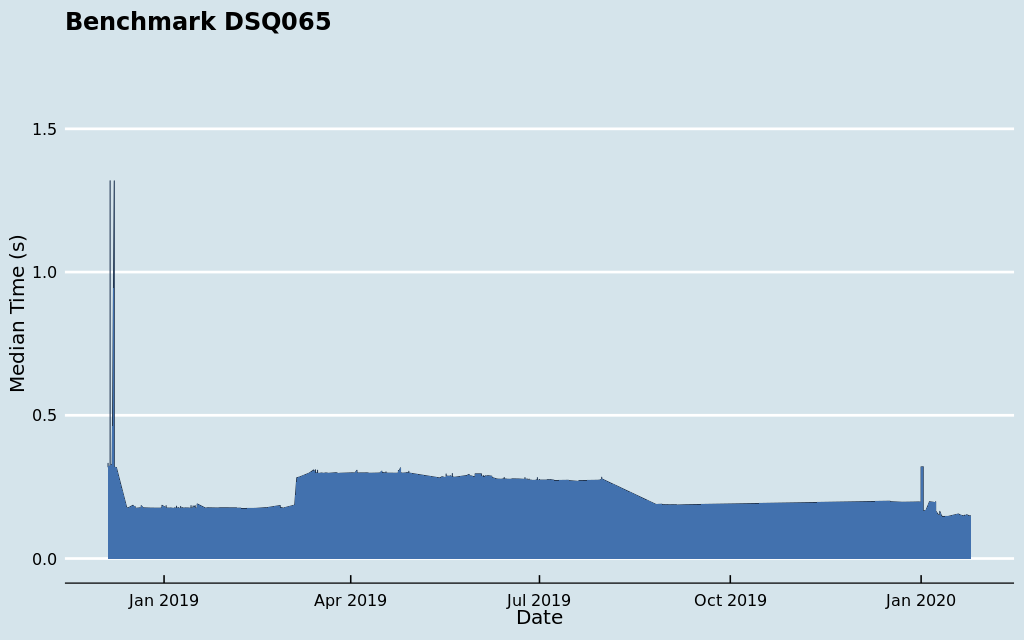 Benchmark DSQ065
Median Time (s)
1.5
1.0
0.5
0.0
Jan 2019
Apr 2019
Jul 2019
Oct 2019
Jan 2020
Date